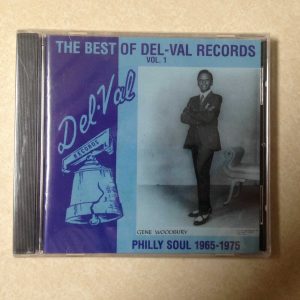 THE BEST OF DEL-VAL RECORDS
VOL. 1
Del-Val
RECORDS
GENE WOODBURY
PHILLY SOUL 1965-1975